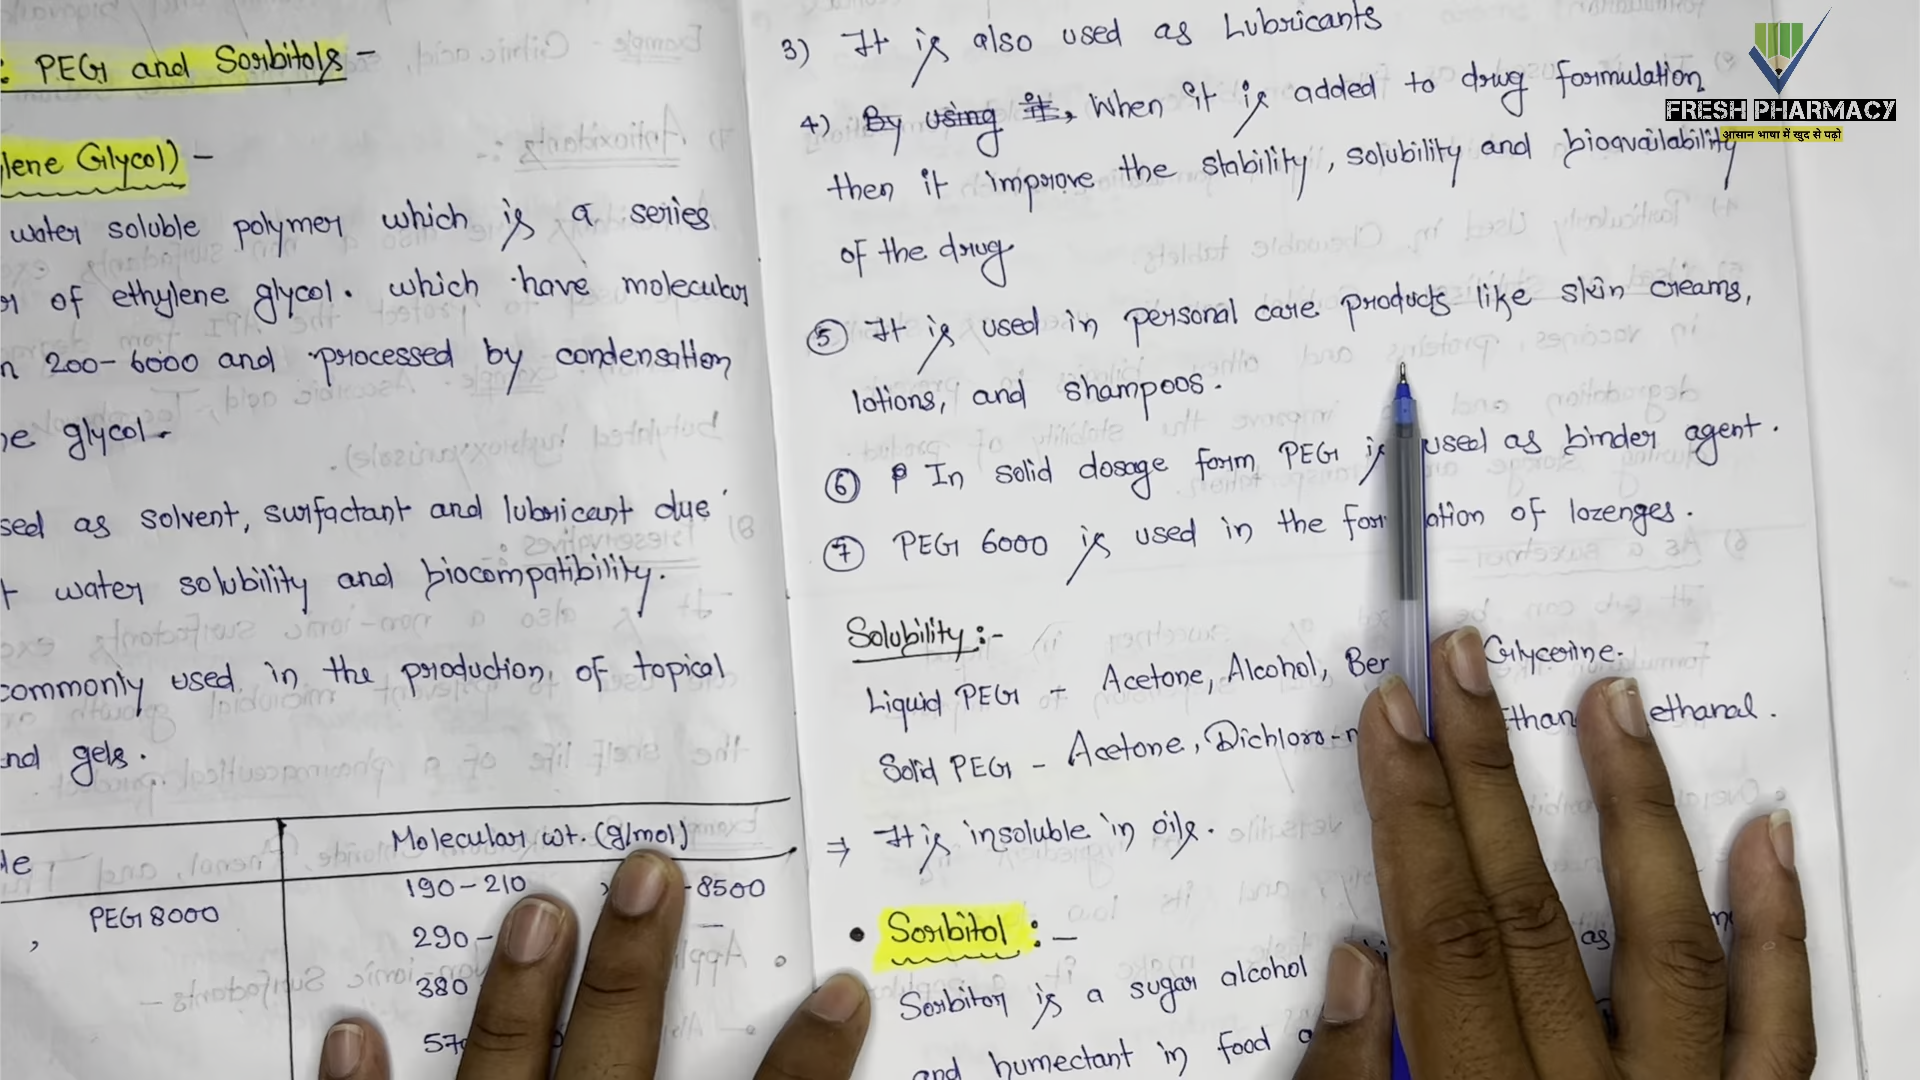 : PEG and Sorbitols -
lene Glycol) -
water soluble polymer which is a series
of ethylene glycol. which have molecular
200-6000 and processed by condensation
glycol.
sed as solvent, surfactant and lubricant due
water solubility and biocompatibility.
commonly used in the production of topical
nd gels.
Molecular wt. (g/mol)
190-210 -8500
, PEG 8000
290-
380
3) It is also used as Lubricants
4) By using it, When it is added to drug formulation
then it improve the stability, solubility and bioavailability
of the drug
5 It is used in personal care products like skin creams,
lotions, and shampoos.
6 In solid dosage form PEG is used as binder agent.
7 PEG 6000 is used in the for ation of lozenges.
Solubility :-
Liquid PEG - Acetone, Alcohol, Ber Glycerine.
Solid PEG - Acetone, Dichloro-m Ethan ethanal.
⇒ It is insoluble in oils.
• Sorbitol :-
Sorbitor is a sugar alcohol as
and humectant in food
FRESH PHARMACY
आसान भाषा में खुद से पढ़ो